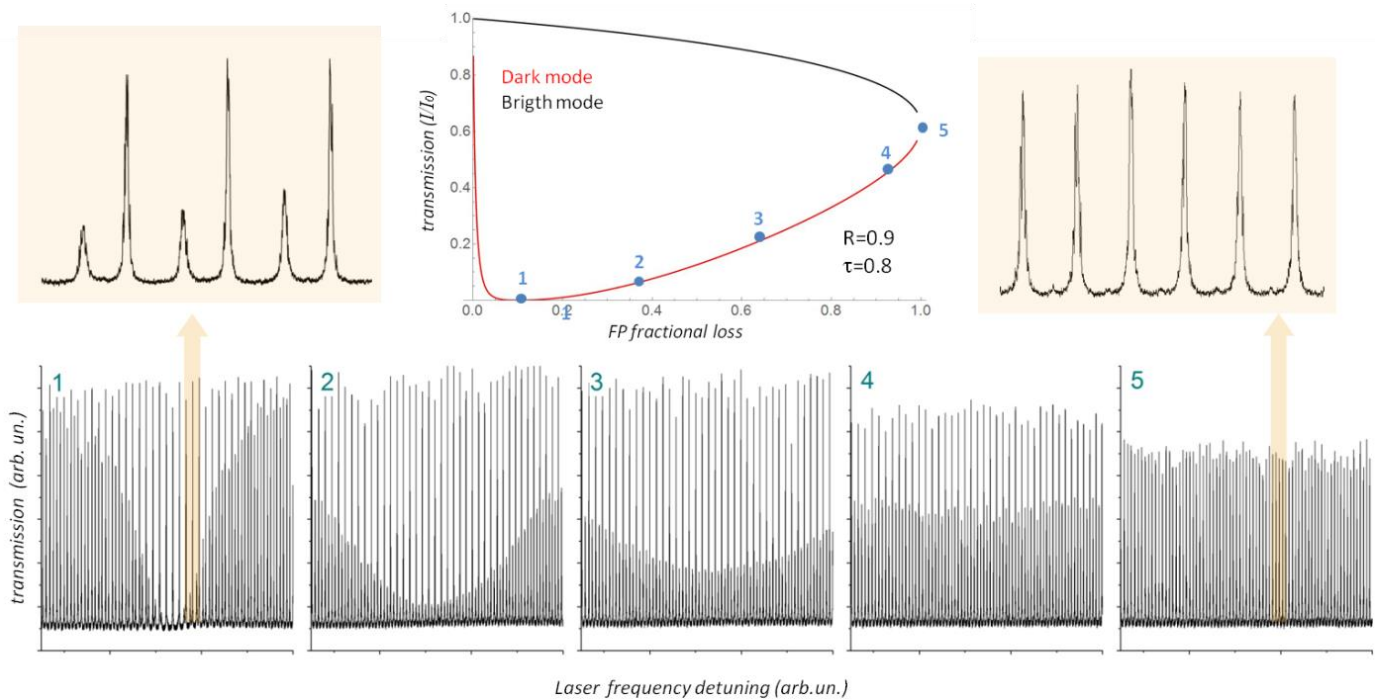 transmission (I/I₀)
1.0
0.8
0.6
0.4
0.2
Dark mode
Brigth mode
1
2
3
4
5
R=0.9
τ=0.8
0.0
0.2
1
0.4
0.6
0.8
1.0
FP fractional loss
transmission (arb. un.)
1
2
3
4
5
Laser frequency detuning (arb.un.)